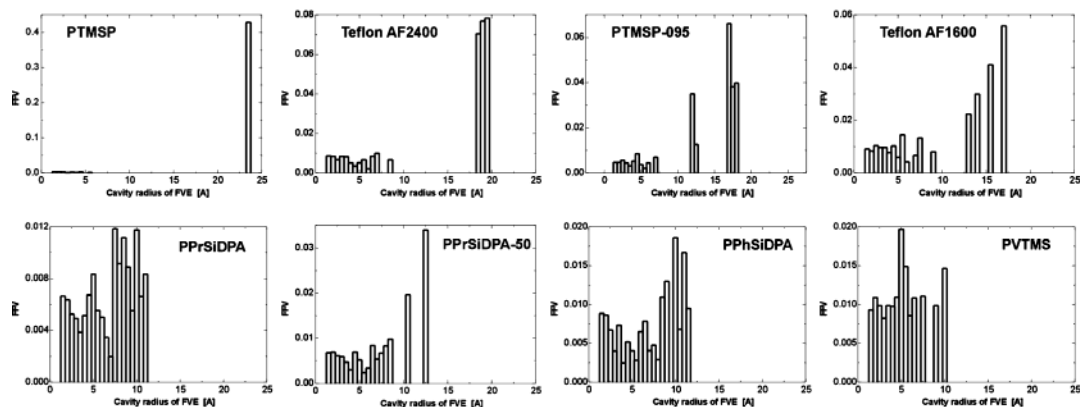 PTMSP
FFV
0.4
0.3
0.2
0.1
0.0
0 5 10 15 20 25
Cavity radius of FVE [A]
Teflon AF2400
FFV
0.08
0.06
0.04
0.02
0.00
0 5 10 15 20 25
Cavity radius of FVE [A]
PTMSP-095
FFV
0.06
0.04
0.02
0.00
0 5 10 15 20 25
Cavity radius of FVE [A]
Teflon AF1600
FFV
0.06
0.04
0.02
0.00
0 5 10 15 20 25
Cavity radius of FVE [A]
PPrSiDPA
FFV
0.012
0.008
0.004
0.000
0 5 10 15 20 25
Cavity radius of FVE [A]
PPrSiDPA-50
FFV
0.03
0.02
0.01
0.00
0 5 10 15 20 25
Cavity radius of FVE [A]
PPhSiDPA
FFV
0.020
0.015
0.010
0.005
0.000
0 5 10 15 20 25
Cavity radius of FVE [A]
PVTMS
FFV
0.020
0.015
0.010
0.005
0.000
0 5 10 15 20 25
Cavity radius of FVE [A]